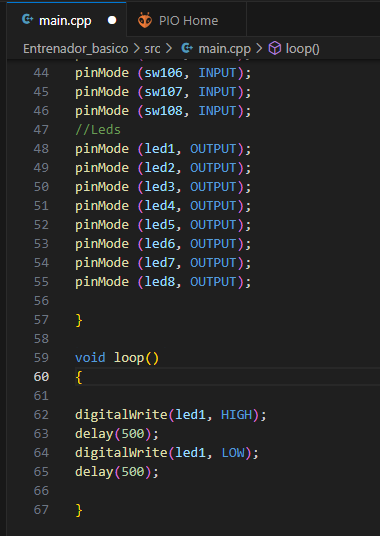 main.cpp PIO Home
Entrenador_basico > src > main.cpp > loop()
44 pinMode (sw106, INPUT);
45 pinMode (sw107, INPUT);
46 pinMode (sw108, INPUT);
47 //Leds
48 pinMode (led1, OUTPUT);
49 pinMode (led2, OUTPUT);
50 pinMode (led3, OUTPUT);
51 pinMode (led4, OUTPUT);
52 pinMode (led5, OUTPUT);
53 pinMode (led6, OUTPUT);
54 pinMode (led7, OUTPUT);
55 pinMode (led8, OUTPUT);
56
57 }
58
59 void loop()
60 {
61
62 digitalWrite(led1, HIGH);
63 delay(500);
64 digitalWrite(led1, LOW);
65 delay(500);
66
67 }